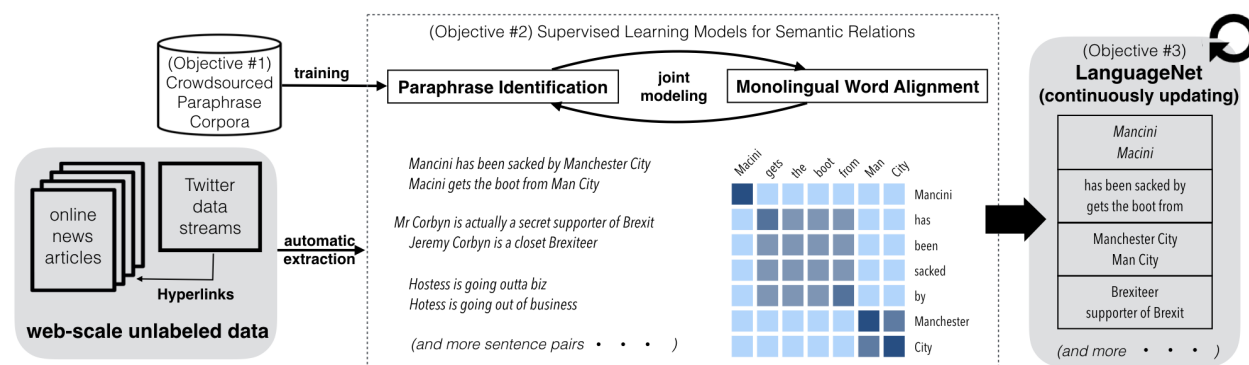 (Objective #1)
Crowdsourced
Paraphrase
Corpora
training
online
news
articles
Twitter
data
streams
Hyperlinks
web-scale unlabeled data
automatic
extraction
(Objective #2) Supervised Learning Models for Semantic Relations
Paraphrase Identification
joint
modeling
Monolingual Word Alignment
Mancini has been sacked by Manchester City
Macini gets the boot from Man City
Mr Corbyn is actually a secret supporter of Brexit
Jeremy Corbyn is a closet Brexiteer
Hostess is going outta biz
Hotess is going out of business
(and more sentence pairs • • • )
Macini
gets
the
boot
from
Man
City
Mancini
has
been
sacked
by
Manchester
City
(Objective #3)
LanguageNet
(continuously updating)
Mancini
Macini
has been sacked by
gets the boot from
Manchester City
Man City
Brexiteer
supporter of Brexit
(and more • • • )